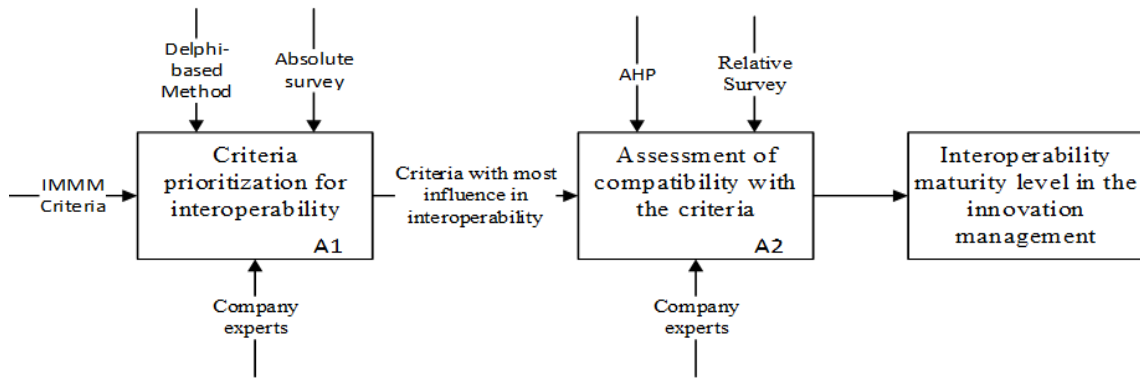 Delphi-
based
Method
Absolute
survey
IMMM
Criteria
Criteria
prioritization for
interoperability
A1
Company
experts
Criteria with most
influence in
interoperability
AHP
Relative
Survey
Assessment of
compatibility with
the criteria
A2
Company
experts
Interoperability
maturity level in the
innovation
management